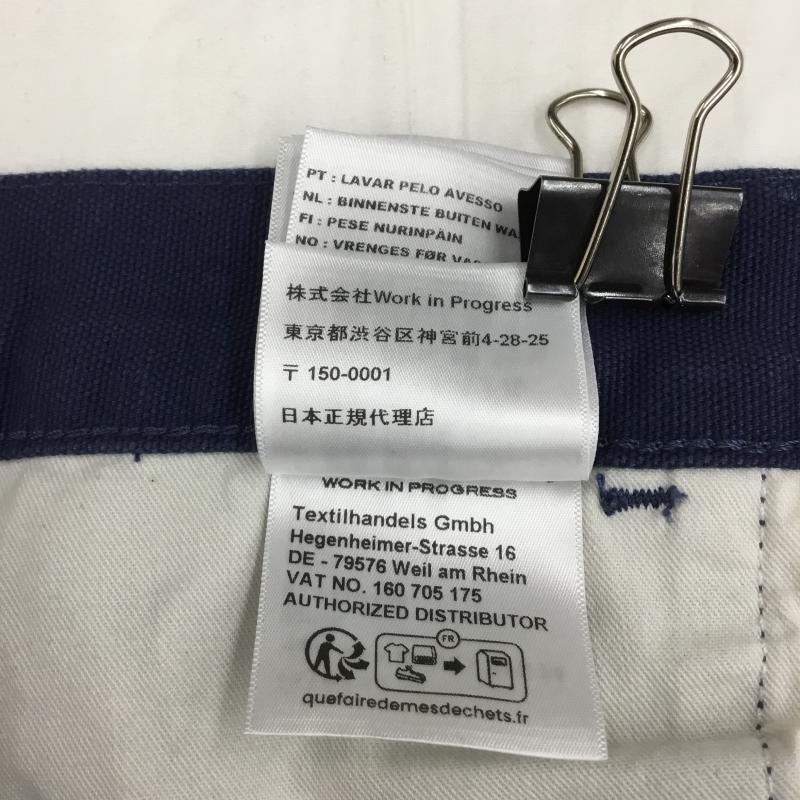 PT : LAVAR PELO AVESSO
NL : BINNENSTE BUITEN
FI : PESE NURINPÄIN
NO : VRENGES FØR
株式会社Work in Progress
東京都渋谷区神宮前4-28-25
〒 150-0001
日本正規代理店
WORK IN PROGRESS
Textilhandels Gmbh
Hegenheimer-Strasse 16
DE - 79576 Weil am Rhein
VAT NO. 160 705 175
AUTHORIZED DISTRIBUTOR
FR
quefairedemesdechets.fr